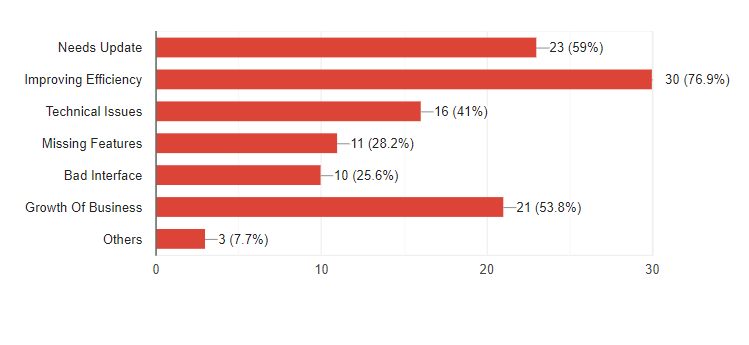 Needs Update 23 (59%)
Improving Efficiency 30 (76.9%)
Technical Issues 16 (41%)
Missing Features 11 (28.2%)
Bad Interface 10 (25.6%)
Growth Of Business 21 (53.8%)
Others 3 (7.7%)
0 10 20 30